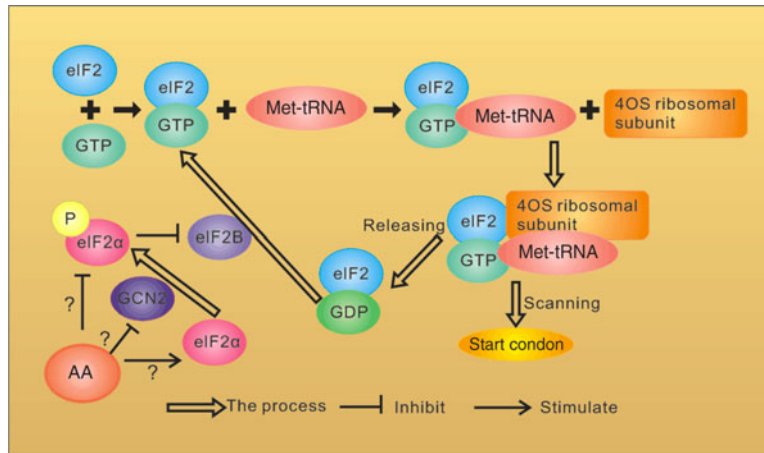 eIF2
+
GTP
eIF2
GTP
+
Met-tRNA
eIF2
GTP
Met-tRNA
+
4OS ribosomal
subunit
P
eIF2α
eIF2B
Releasing
eIF2
GTP
4OS ribosomal
subunit
Met-tRNA
GCN2
eIF2
GDP
Scanning
?
?
?
eIF2α
AA
Start condon
The process
Inhibit
Stimulate